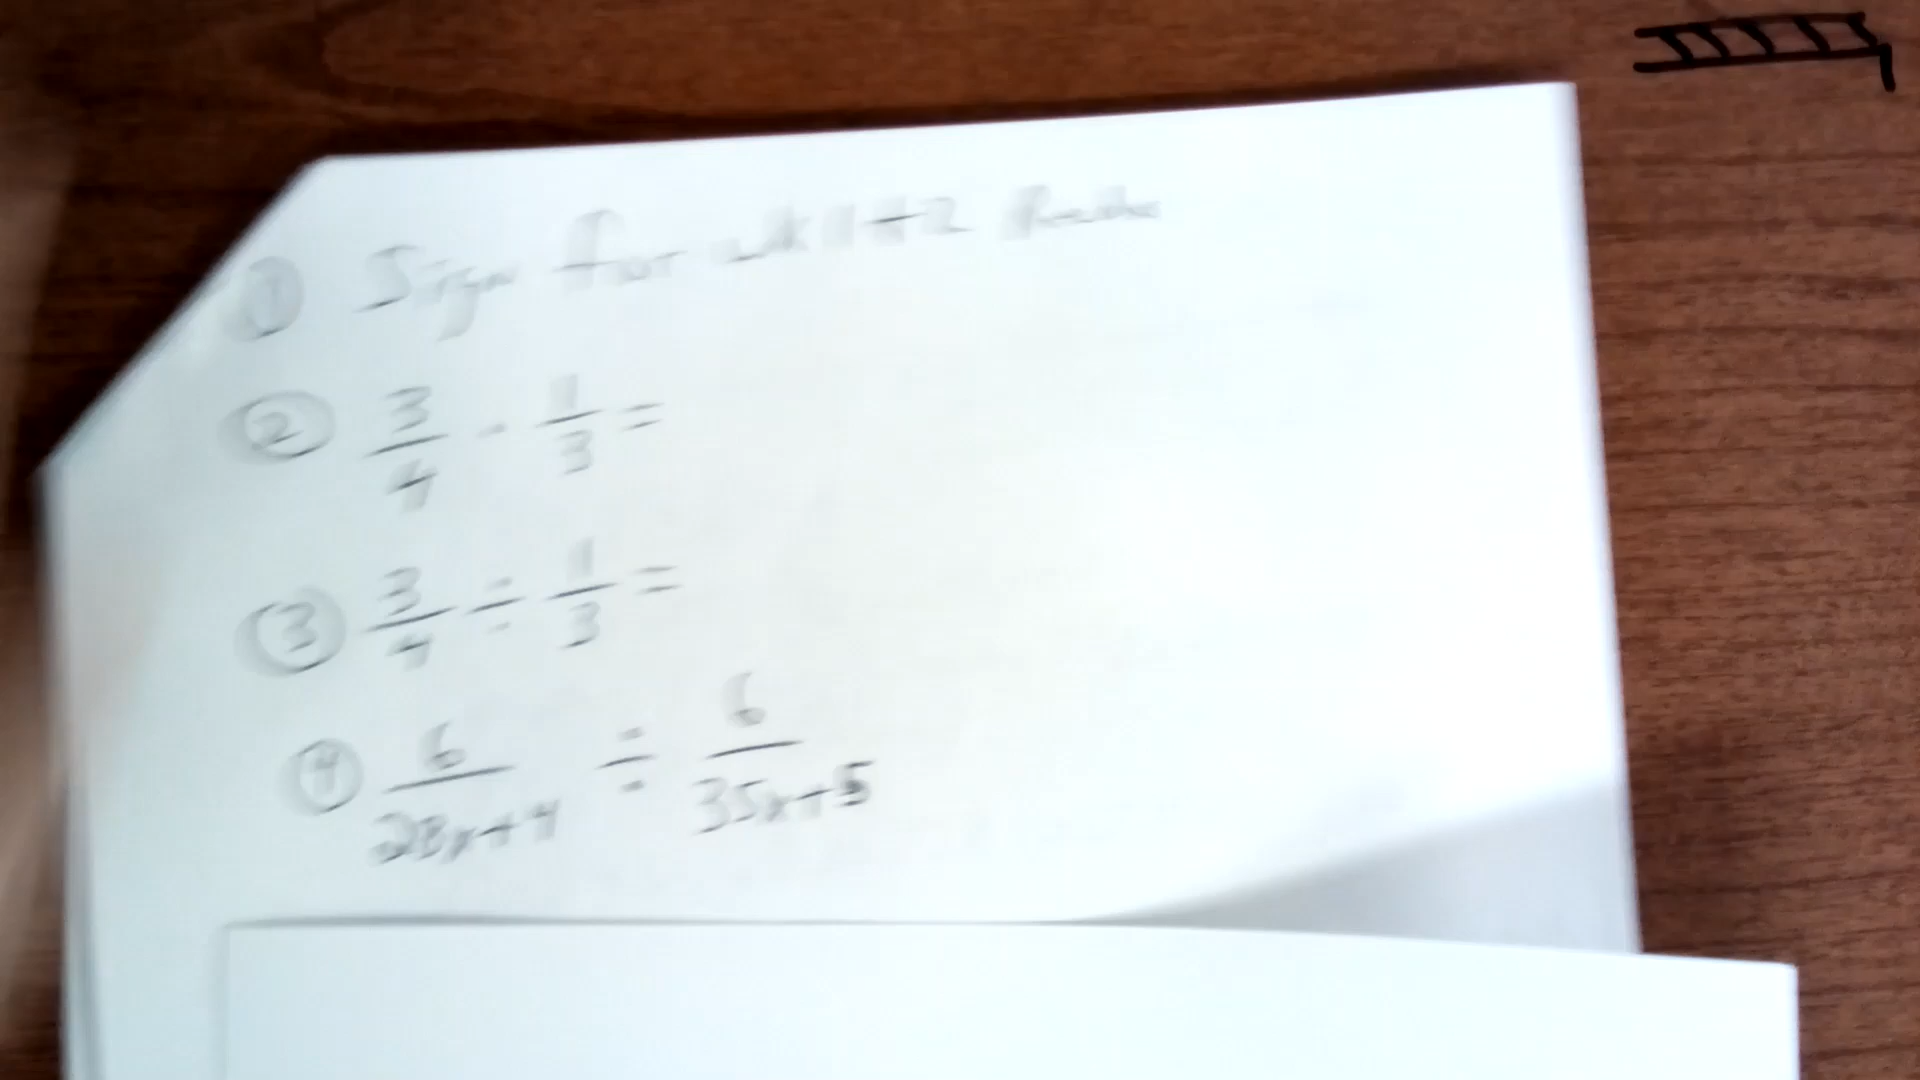 ① Sign for wk 1+2
② 3/4 - 1/3 =
③ 3/4 ÷ 1/3 =
④ 6/(28x+4) ÷ 6/(35x+5)